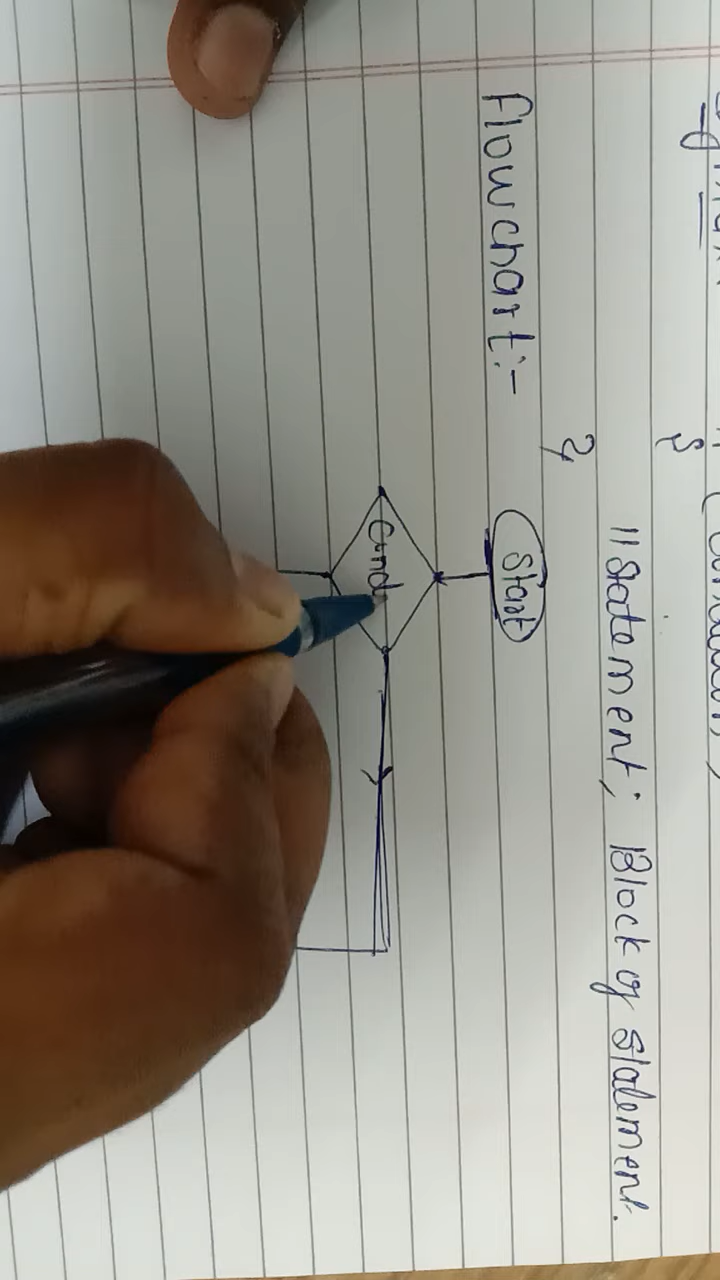 {
// Statement; Block of Statement.
}
Flowchart:-
Start
Cond